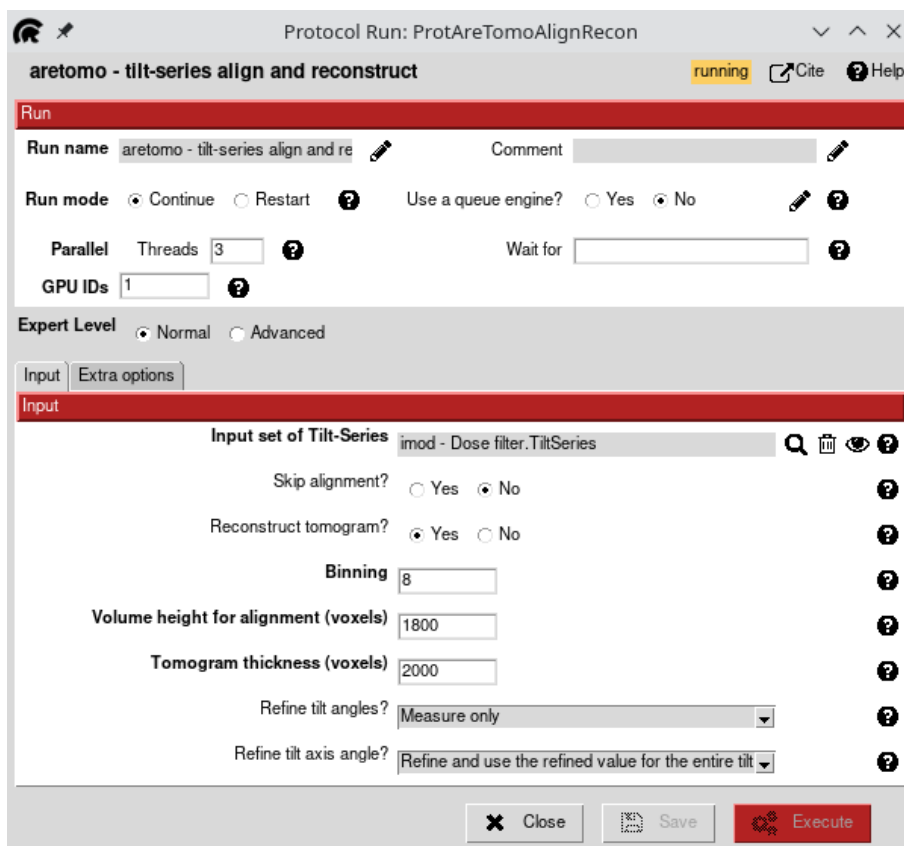 Protocol Run: ProtAreTomoAlignRecon
aretomo - tilt-series align and reconstruct running Cite Help
Run
Run name aretomo - tilt-series align and re Comment
Run mode Continue Restart Use a queue engine? Yes No
Parallel Threads 3 Wait for
GPU IDs 1
Expert Level Normal Advanced
Input Extra options
Input
Input set of Tilt-Series imod - Dose filter.TiltSeries
Skip alignment? Yes No
Reconstruct tomogram? Yes No
Binning 8
Volume height for alignment (voxels) 1800
Tomogram thickness (voxels) 2000
Refine tilt angles? Measure only
Refine tilt axis angle? Refine and use the refined value for the entire tilt
Close Save Execute